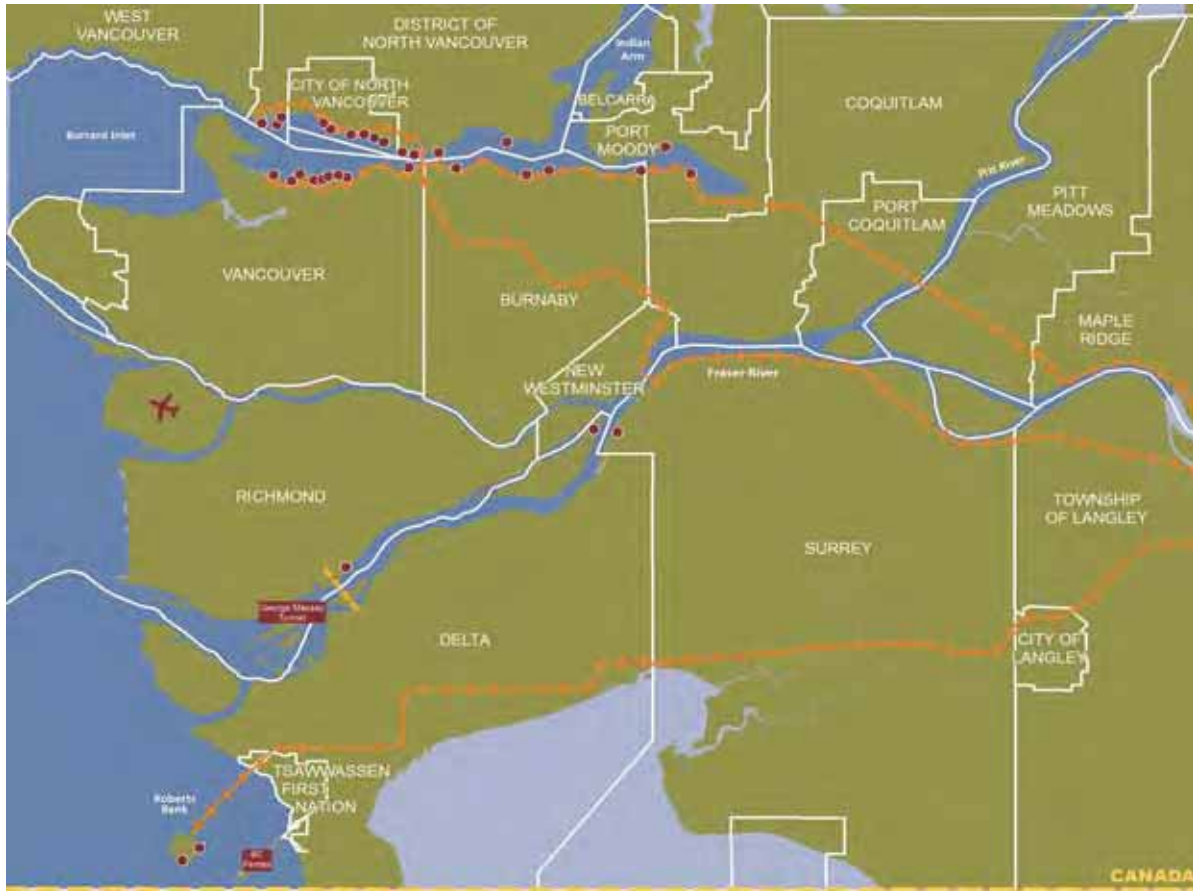 WEST
VANCOUVER
DISTRICT OF
NORTH VANCOUVER
Indian
Arm
CITY OF NORTH
VANCOUVER
BELCARRA
COQUITLAM
Burrard Inlet
PORT
MOODY
Pitt River
PITT
MEADOWS
PORT
COQUITLAM
VANCOUVER
BURNABY
MAPLE
RIDGE
NEW
WESTMINSTER
Fraser River
RICHMOND
TOWNSHIP
OF LANGLEY
SURREY
George Massey
Tunnel
DELTA
CITY OF
LANGLEY
TSAWWASSEN
FIRST
NATION
Roberts
Bank
BC
Ferries
CANADA